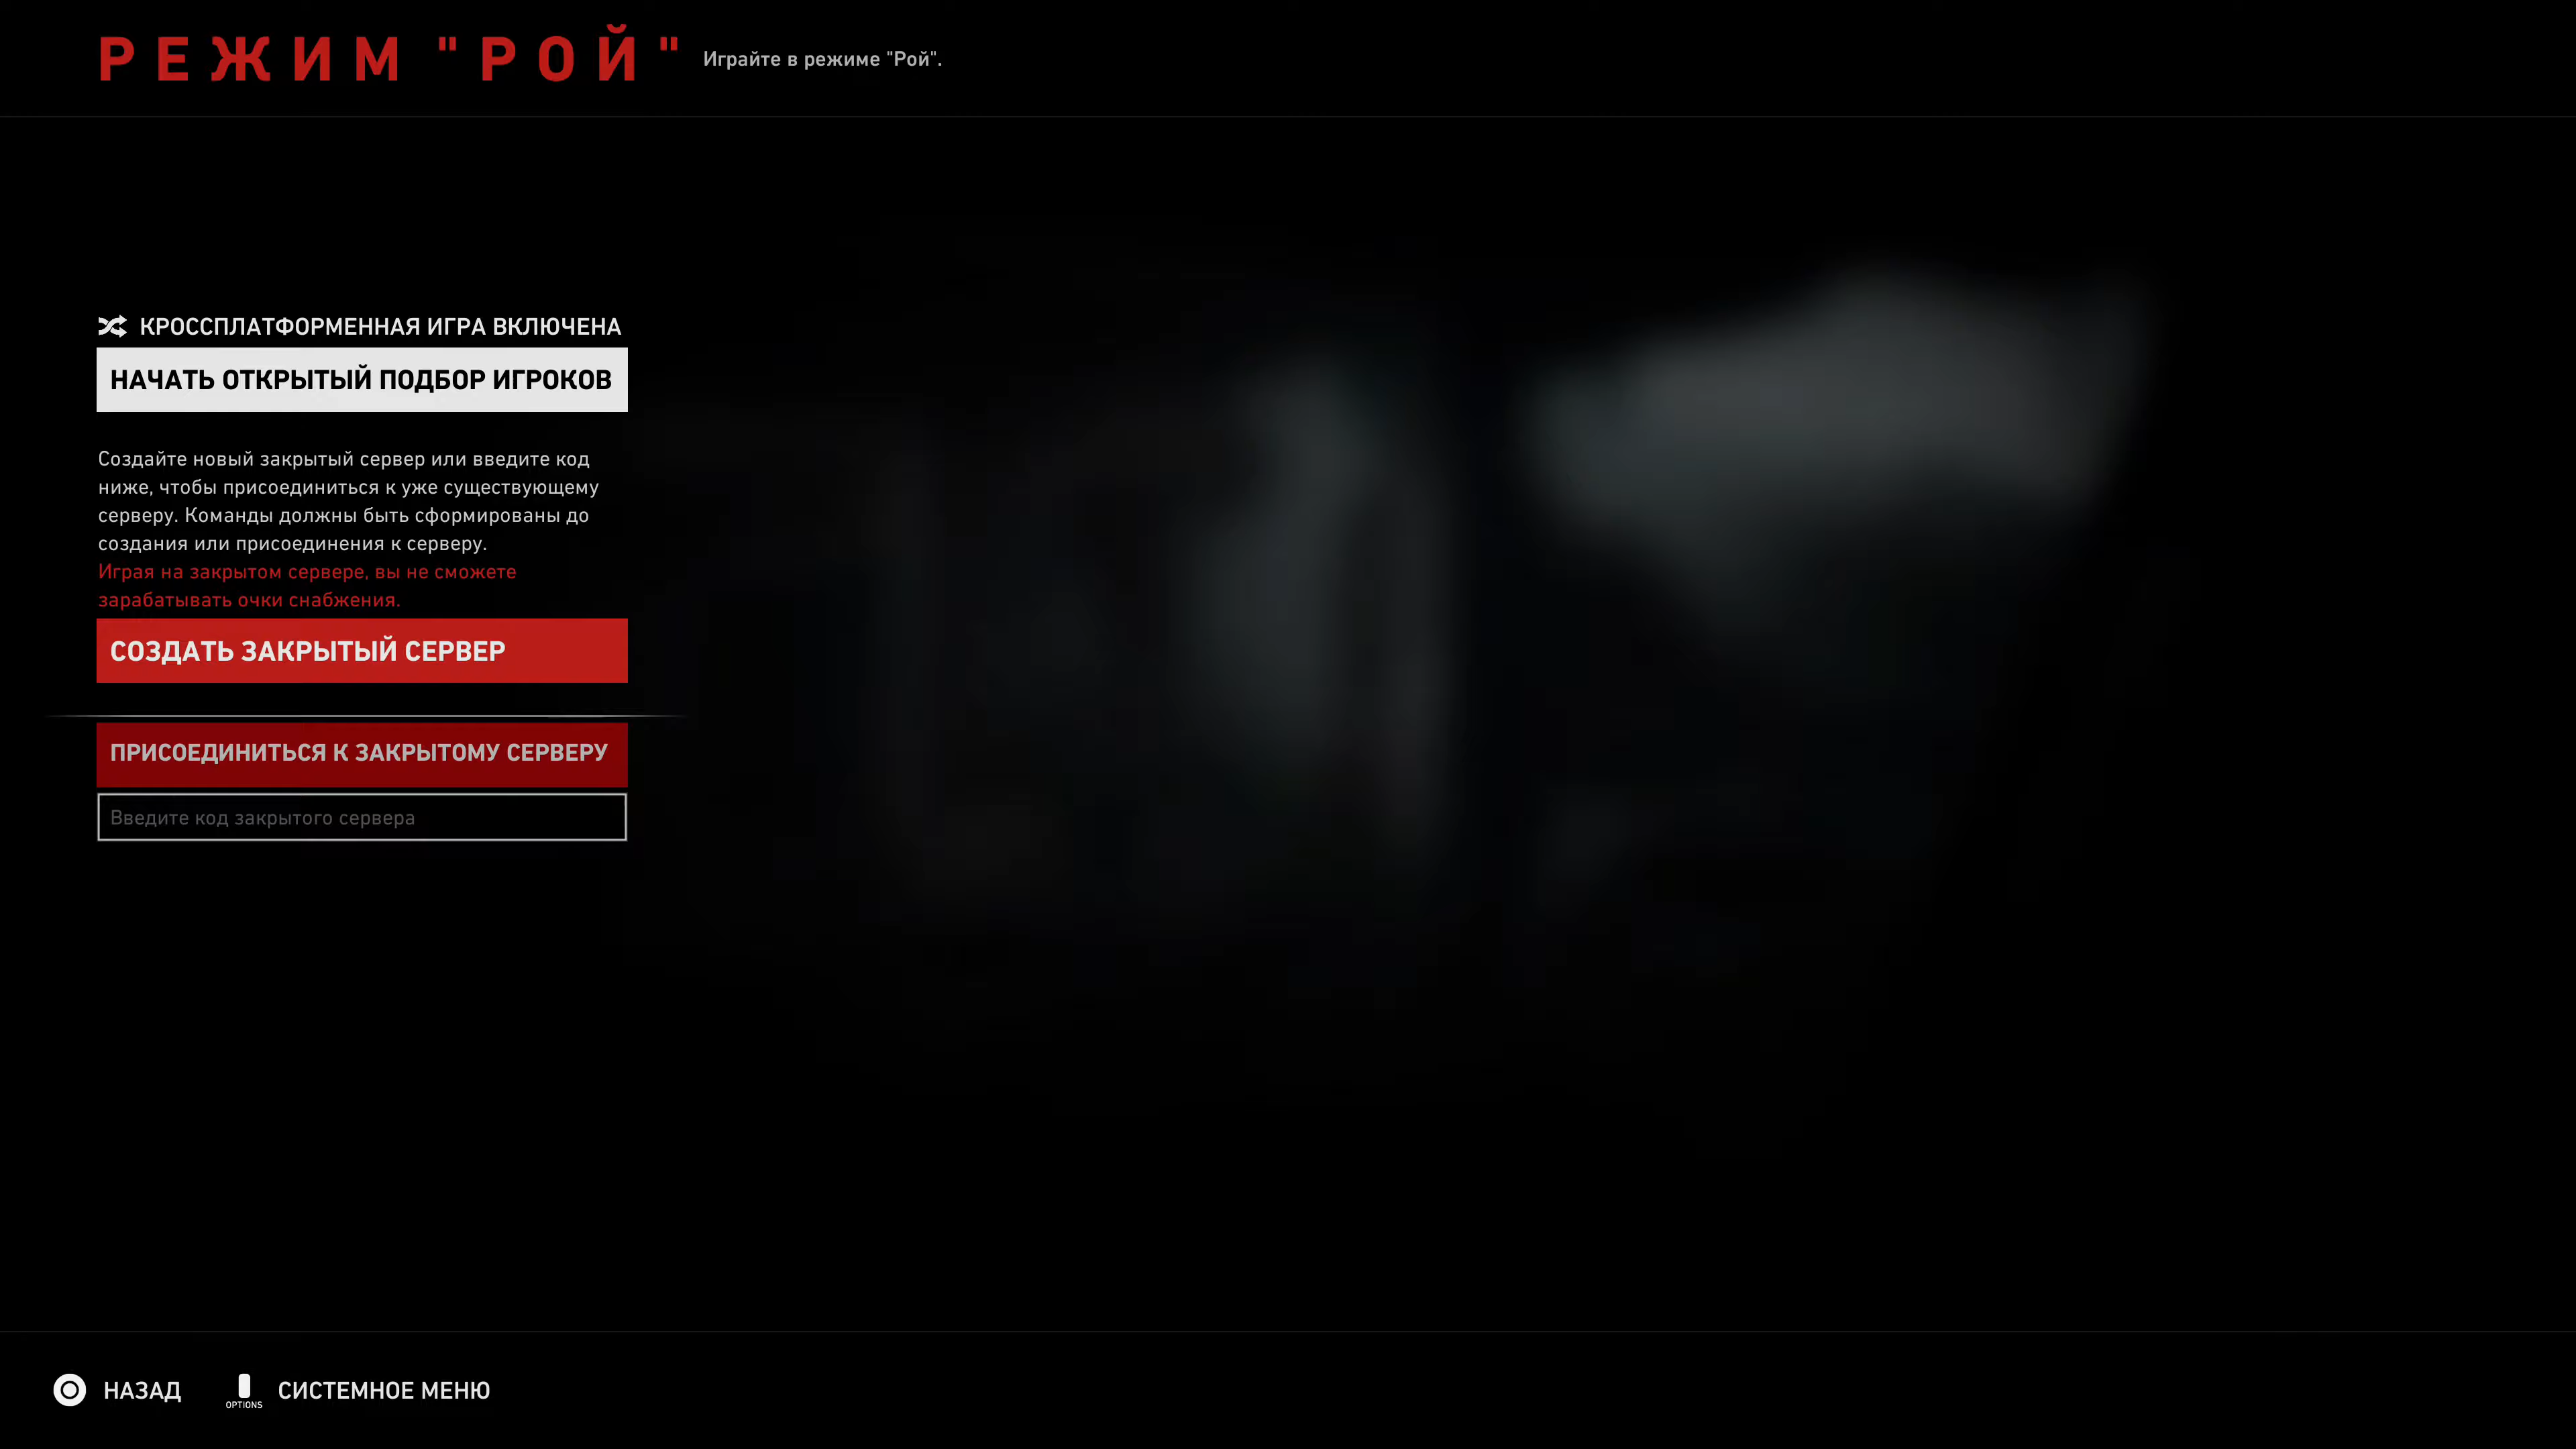 РЕЖИМ "РОЙ"
Играйте в режиме "Рой".
КРОССПЛАТФОРМЕННАЯ ИГРА ВКЛЮЧЕНА
НАЧАТЬ ОТКРЫТЫЙ ПОДБОР ИГРОКОВ
Создайте новый закрытый сервер или введите код
ниже, чтобы присоединиться к уже существующему
серверу. Команды должны быть сформированы до
создания или присоединения к серверу.
Играя на закрытом сервере, вы не сможете
зарабатывать очки снабжения.
СОЗДАТЬ ЗАКРЫТЫЙ СЕРВЕР
ПРИСОЕДИНИТЬСЯ К ЗАКРЫТОМУ СЕРВЕРУ
Введите код закрытого сервера
НАЗАД
OPTIONS
СИСТЕМНОЕ МЕНЮ